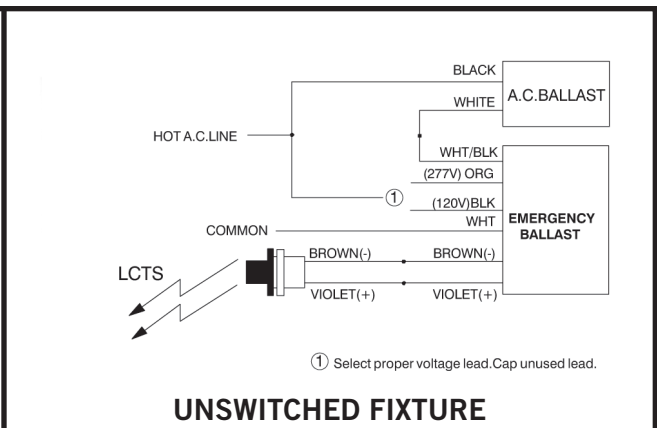 BLACK
A.C.BALLAST
WHITE
HOT A.C.LINE
WHT/BLK
(277V) ORG
①
(120V)BLK
WHT
EMERGENCY
BALLAST
COMMON
BROWN(-) BROWN(-)
LCTS
VIOLET(+) VIOLET(+)
① Select proper voltage lead.Cap unused lead.
UNSWITCHED FIXTURE